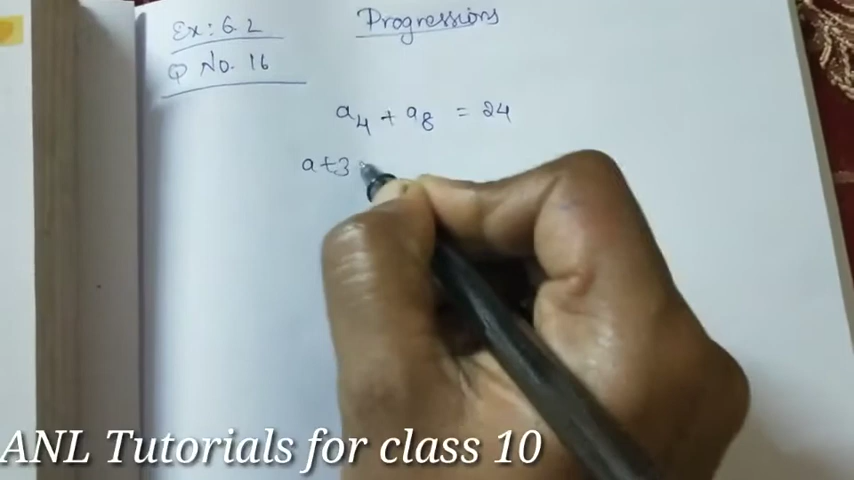 Progressions
Ex: 6.2
Q No. 16
a₄ + a₈ = 24
a+3
ANL Tutorials for class 10